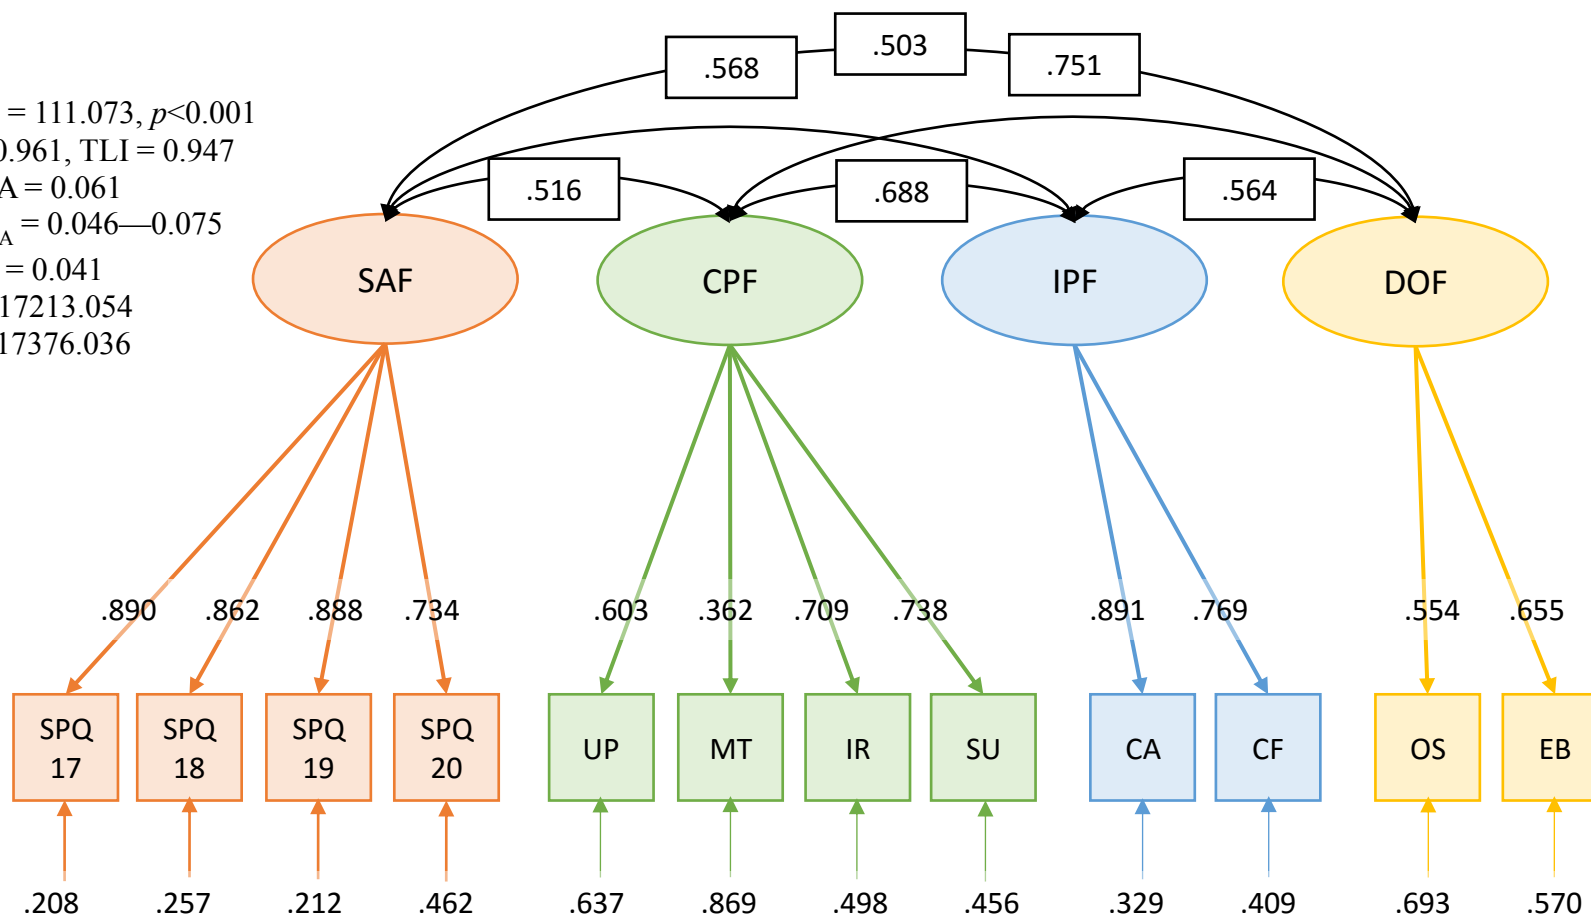 .503
.568
.751
= 111.073, p<0.001
0.961, TLI = 0.947
A = 0.061
A = 0.046—0.075
= 0.041
17213.054
17376.036
.516
.688
.564
SAF
CPF
IPF
DOF
.890 .862 .888 .734 .603 .362 .709 .738 .891 .769 .554 .655
SPQ 17
SPQ 18
SPQ 19
SPQ 20
UP
MT
IR
SU
CA
CF
OS
EB
.208 .257 .212 .462 .637 .869 .498 .456 .329 .409 .693 .570